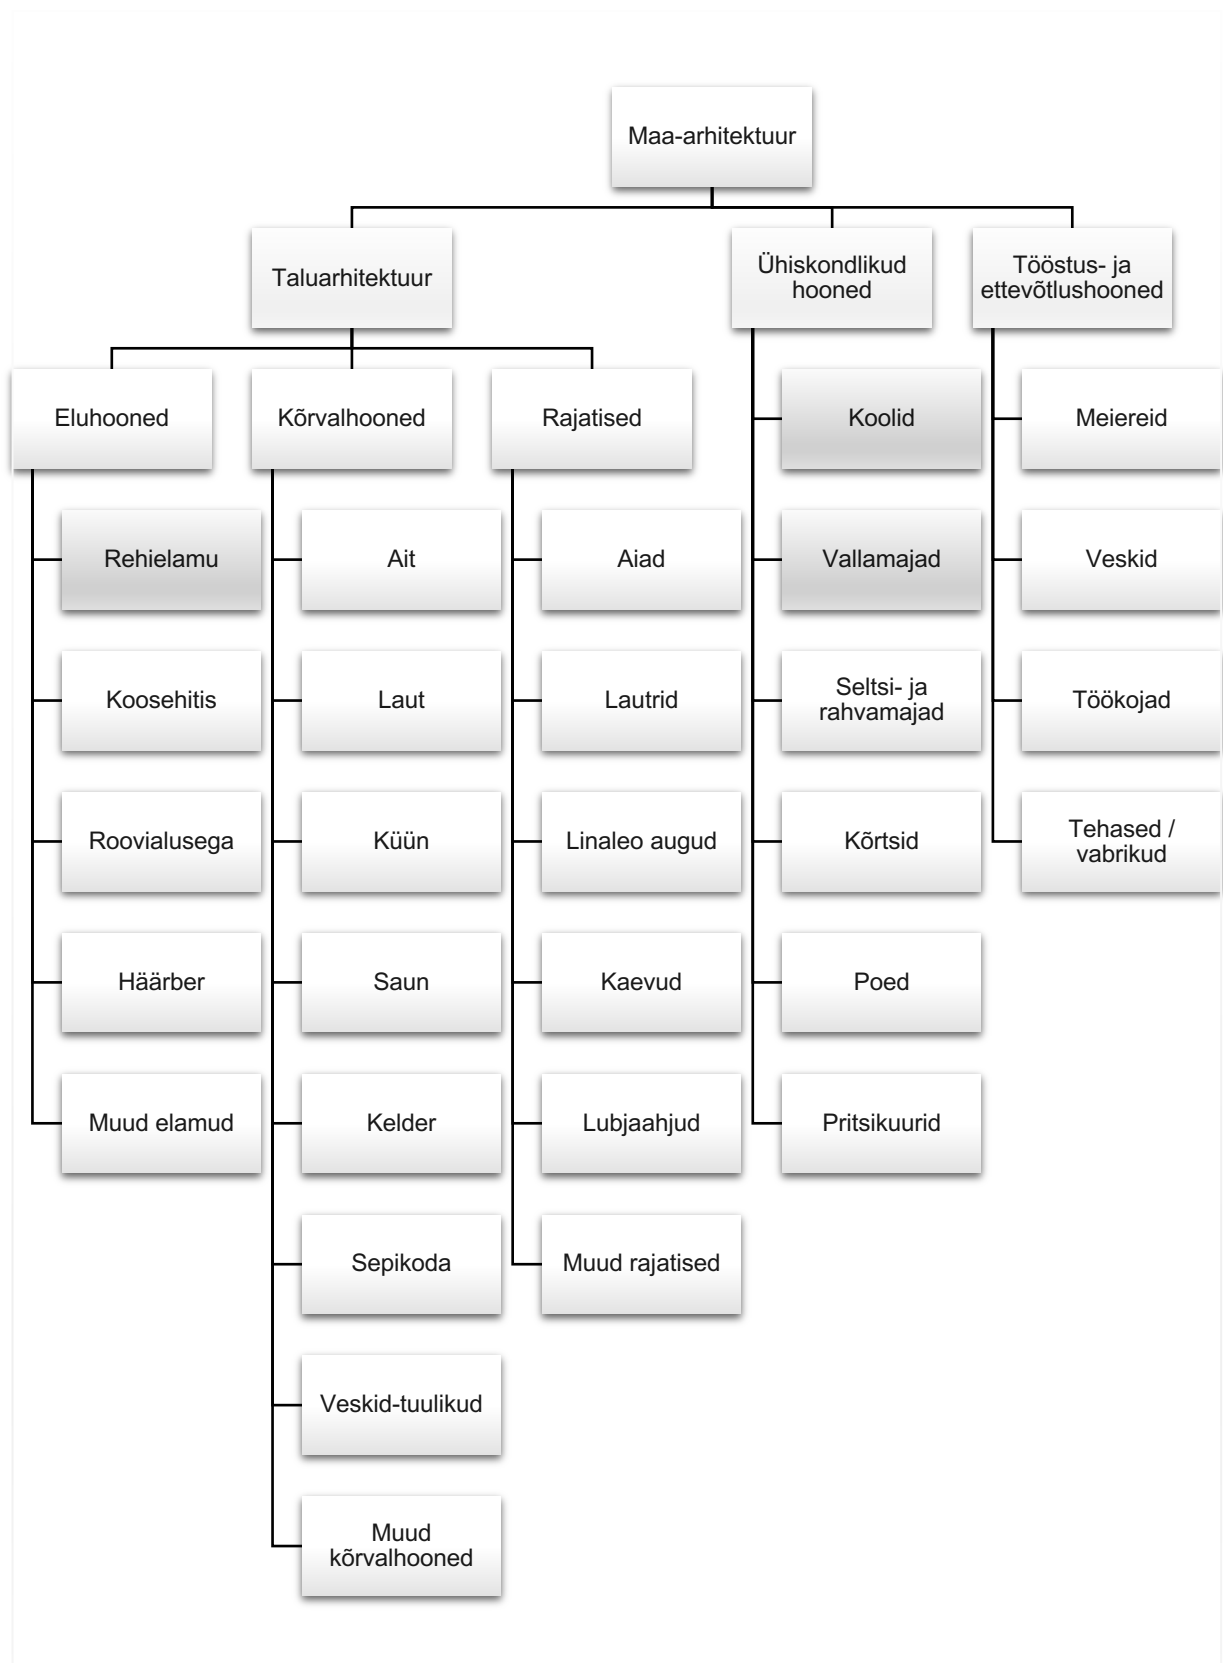 Maa-arhitektuur
Taluarhitektuur
Ühiskondlikud
hooned
Tööstus- ja
ettevõtlushooned
Eluhooned
Kõrvalhooned
Rajatised
Koolid
Meiereid
Rehielamu
Ait
Aiad
Vallamajad
Veskid
Koosehitis
Laut
Lautrid
Seltsi- ja
rahvamajad
Töökojad
Roovialusega
Küün
Linaleo augud
Kõrtsid
Tehased /
vabrikud
Häärber
Saun
Kaevud
Poed
Muud elamud
Kelder
Lubjaahjud
Pritsikuurid
Sepikoda
Muud rajatised
Veskid-tuulikud
Muud
kõrvalhooned